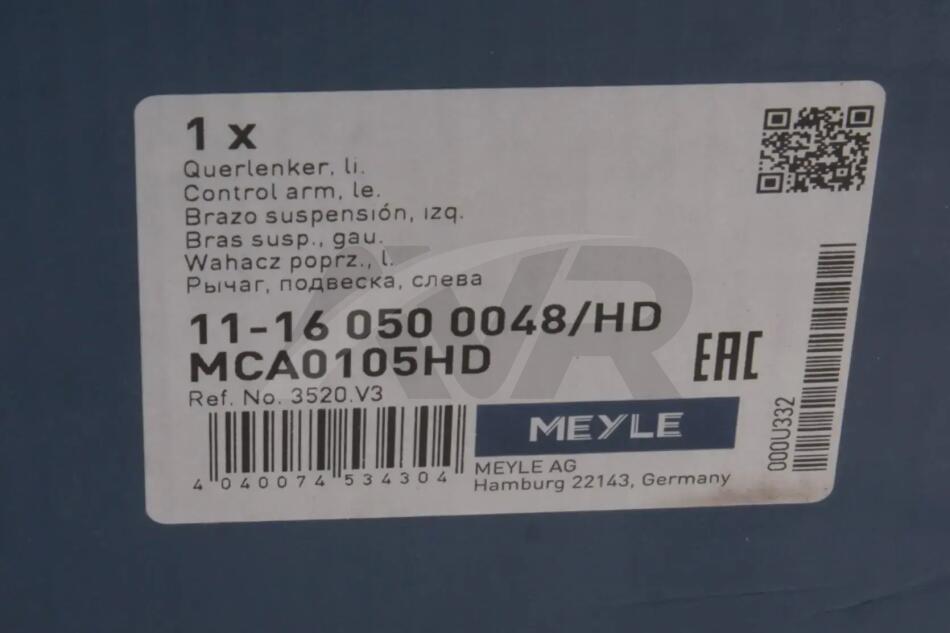 1 x
Querlenker, li.
Control arm, le.
Brazo suspensión, izq.
Bras susp., gau.
Wahacz poprz., l.
Рычаг, подвеска, слева
11-16 050 0048/HD
MCA0105HD
Ref. No. 3520.V3
EAC
MEYLE
MEYLE AG
Hamburg 22143, Germany
4 040074 534304
000U332
AVR